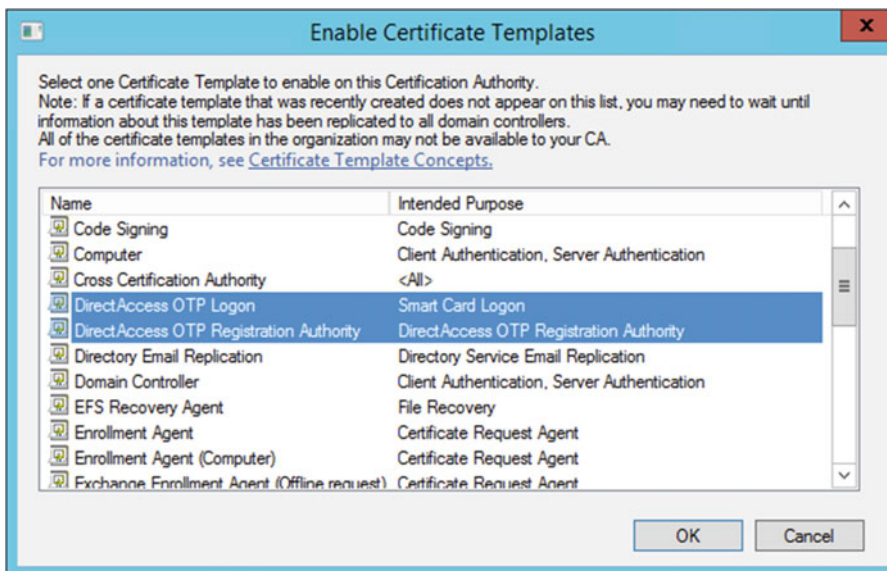 Enable Certificate Templates
x
Select one Certificate Template to enable on this Certification Authority.
Note: If a certificate template that was recently created does not appear on this list, you may need to wait until
information about this template has been replicated to all domain controllers.
All of the certificate templates in the organization may not be available to your CA.
For more information, see Certificate Template Concepts.
Name Intended Purpose
Code Signing Code Signing
Computer Client Authentication, Server Authentication
Cross Certification Authority <All>
DirectAccess OTP Logon Smart Card Logon
DirectAccess OTP Registration Authority DirectAccess OTP Registration Authority
Directory Email Replication Directory Service Email Replication
Domain Controller Client Authentication, Server Authentication
EFS Recovery Agent File Recovery
Enrollment Agent Certificate Request Agent
Enrollment Agent (Computer) Certificate Request Agent
Exchange Enrollment Agent (Offline request) Certificate Request Agent
OK Cancel